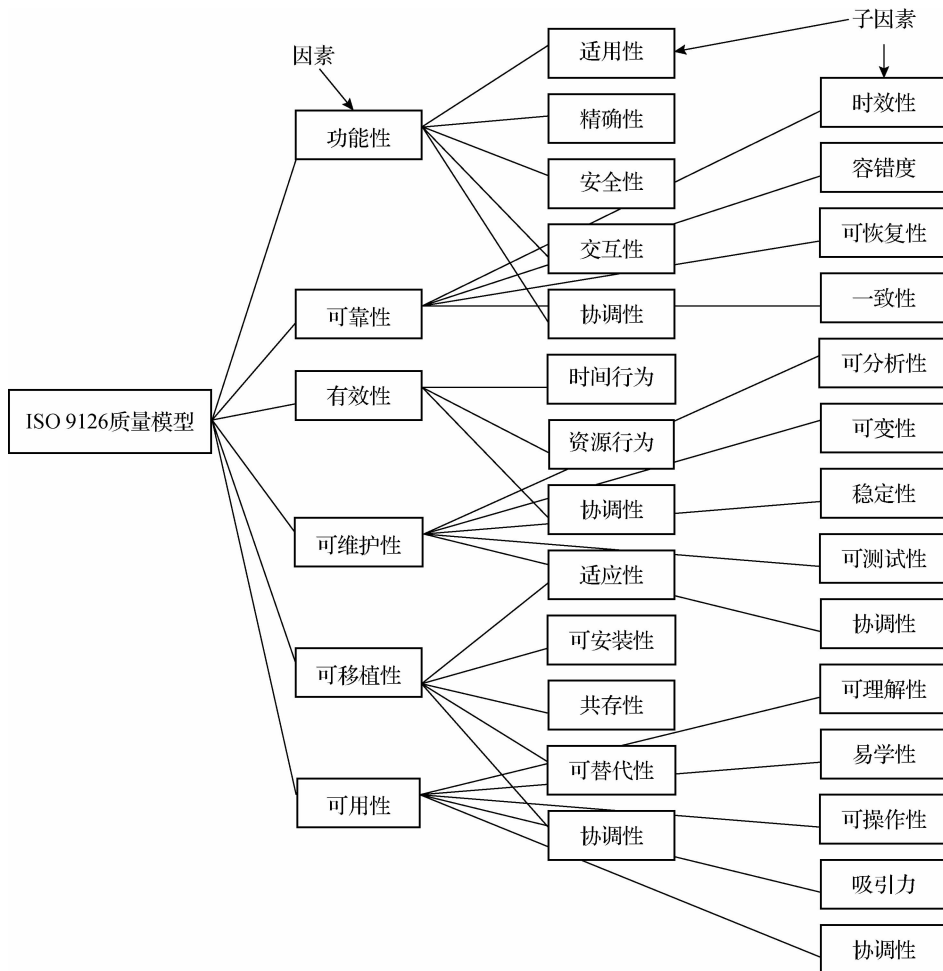 子因素
因素
ISO 9126质量模型
功能性
可靠性
有效性
可维护性
可移植性
可用性
适用性
精确性
安全性
交互性
协调性
时间行为
资源行为
协调性
适应性
可安装性
共存性
可替代性
协调性
时效性
容错度
可恢复性
一致性
可分析性
可变性
稳定性
可测试性
协调性
可理解性
易学性
可操作性
吸引力
协调性